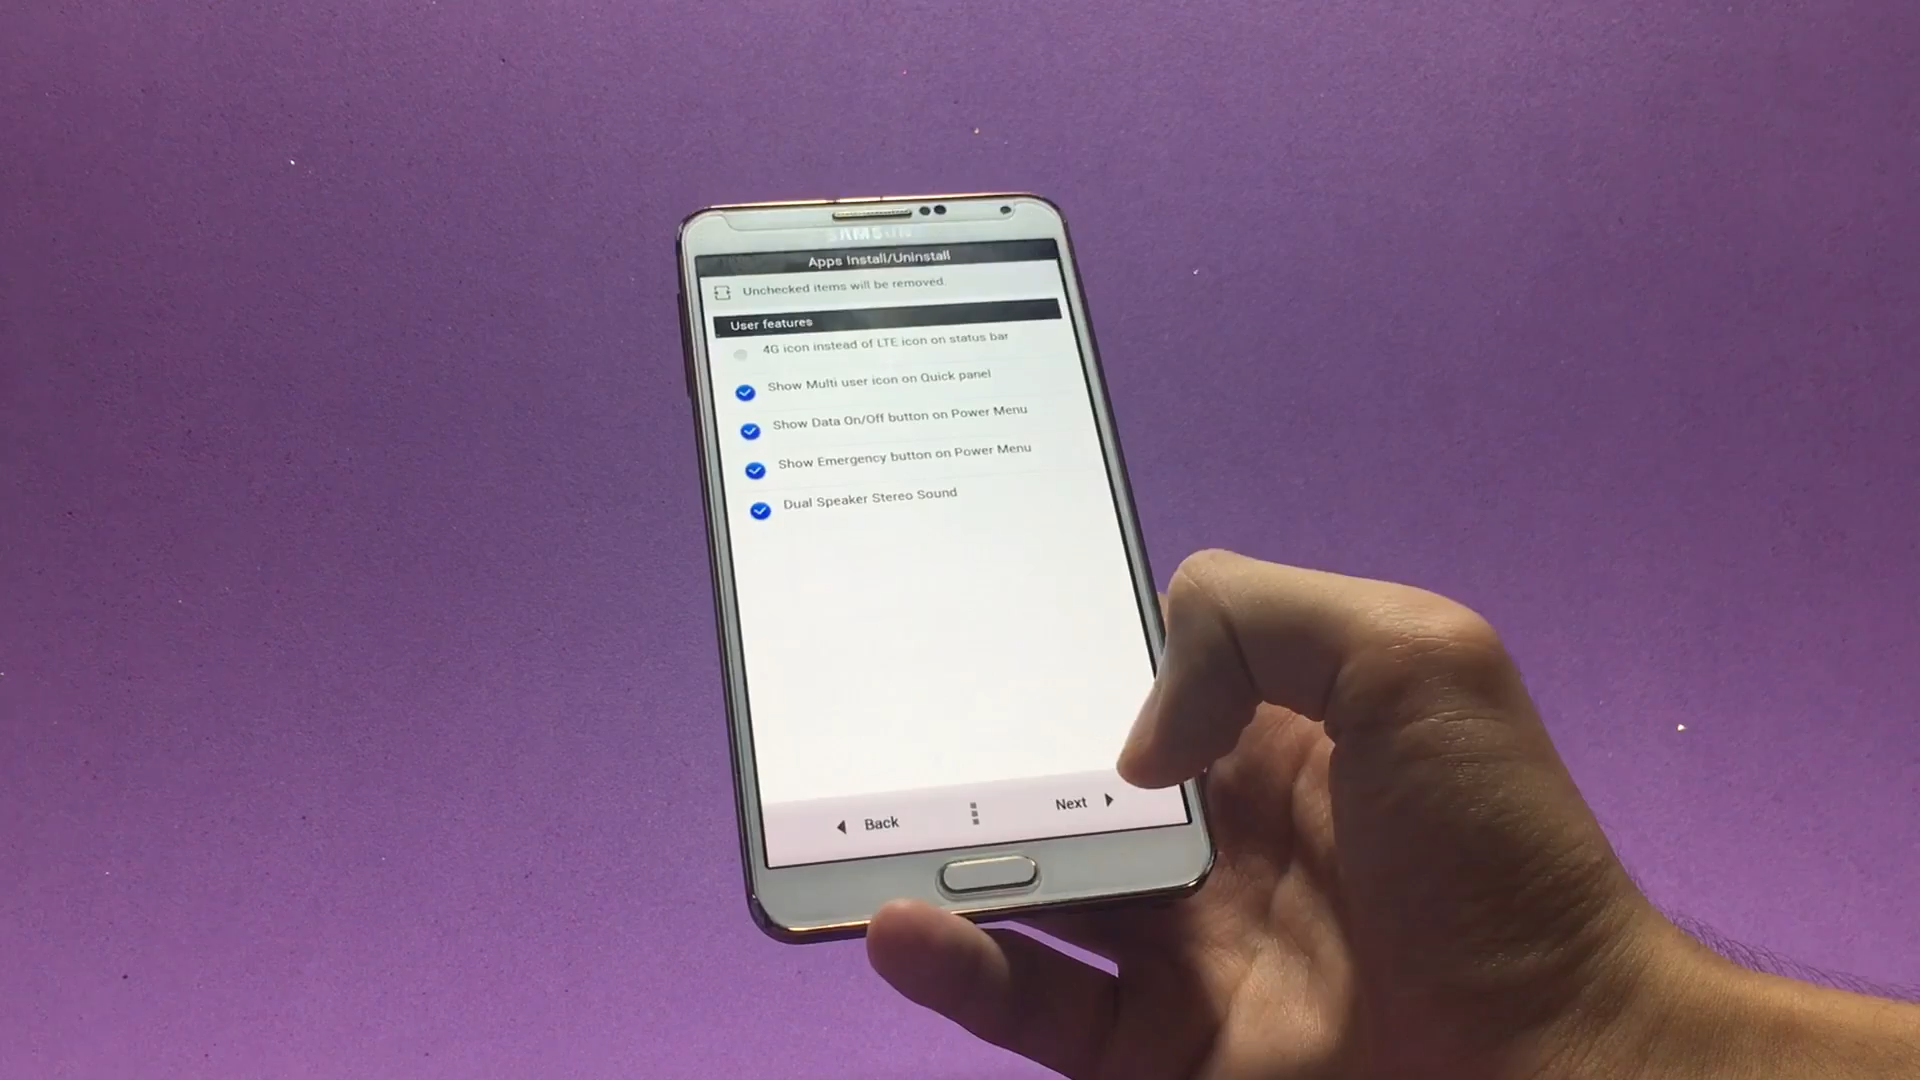 SAMSUNG
Apps Install/Uninstall
Unchecked items will be removed.
User features
4G icon instead of LTE icon on status bar
Show Multi user icon on Quick panel
Show Data On/Off button on Power Menu
Show Emergency button on Power Menu
Dual Speaker Stereo Sound
Back
Next